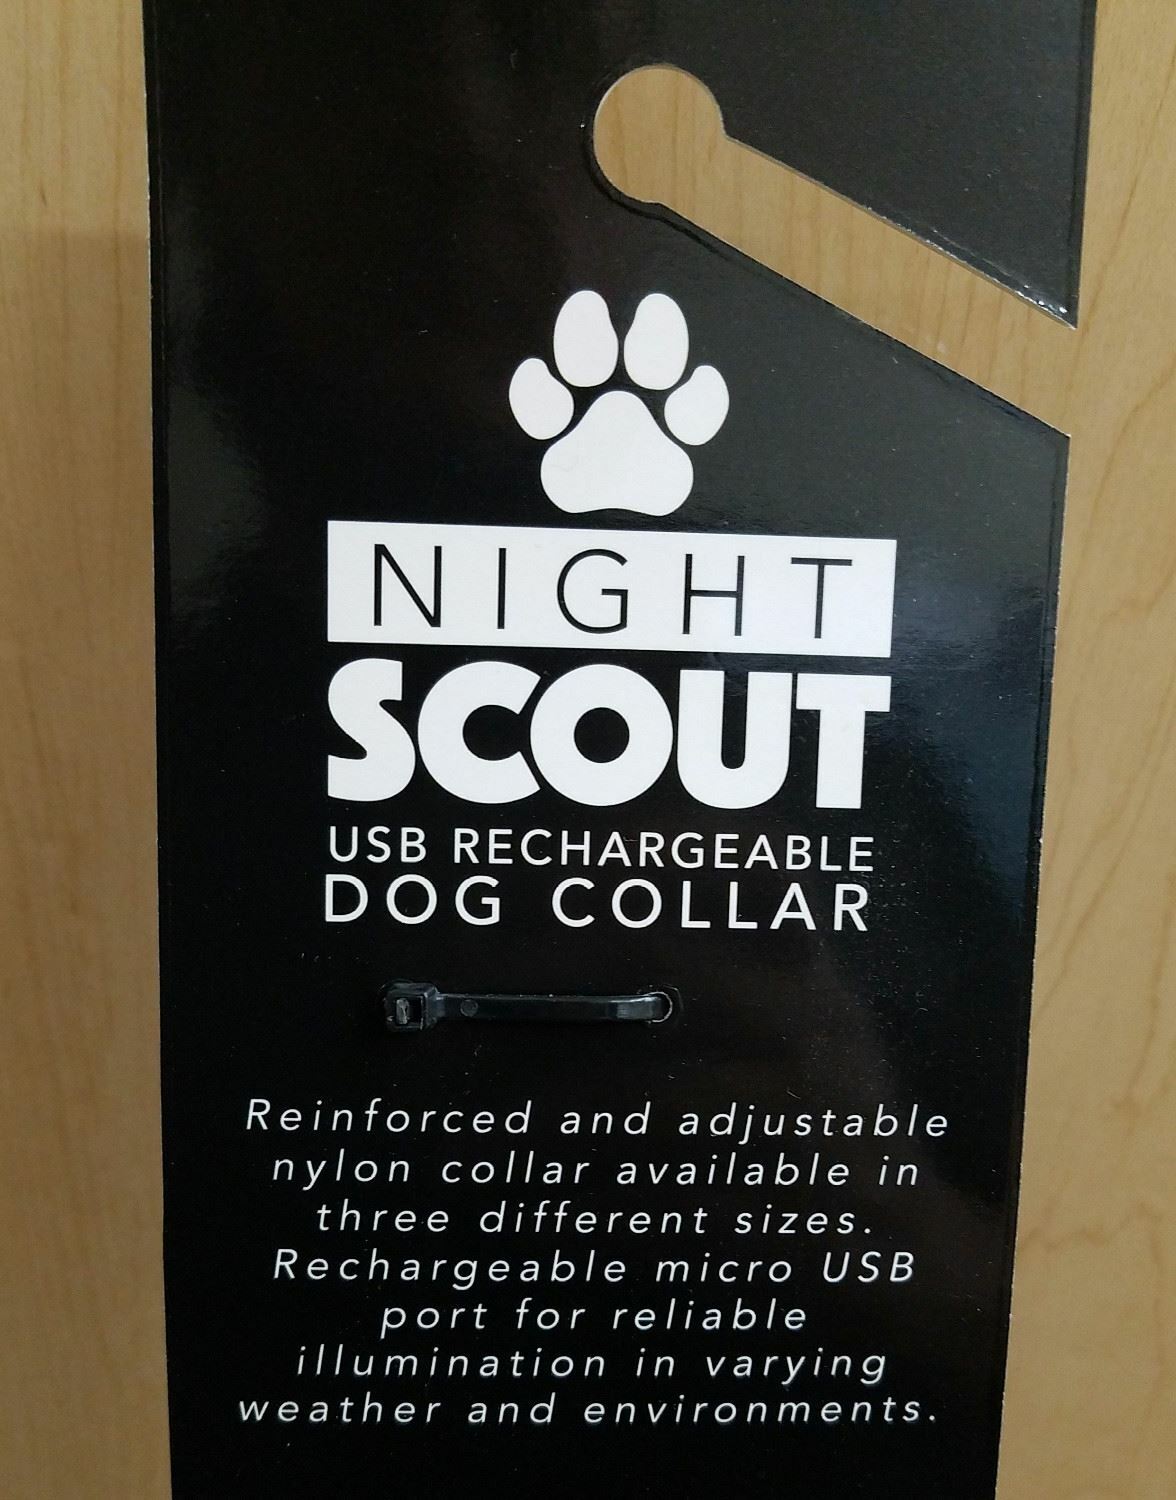 NIGHT
SCOUT
USB RECHARGEABLE
DOG COLLAR
Reinforced and adjustable
nylon collar available in
three different sizes.
Rechargeable micro USB
port for reliable
illumination in varying
weather and environments.